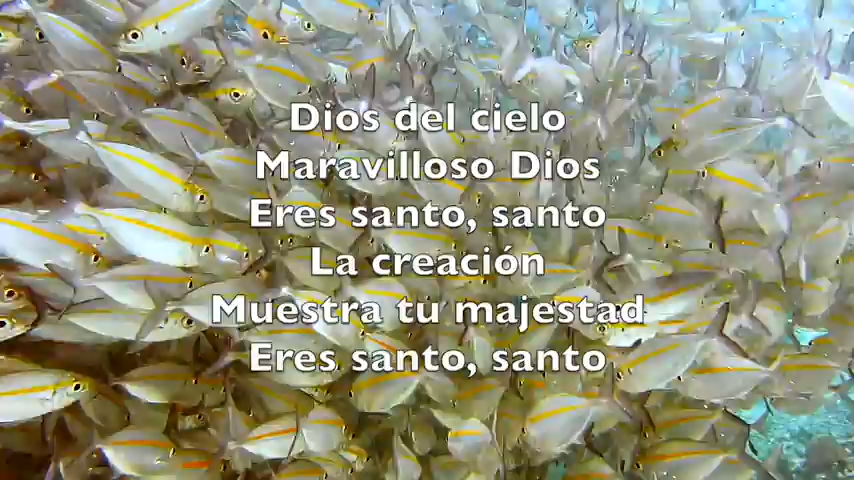 Dios del cielo
Maravilloso Dios
Eres santo, santo
La creación
Muestra tu majestad
Eres santo, santo